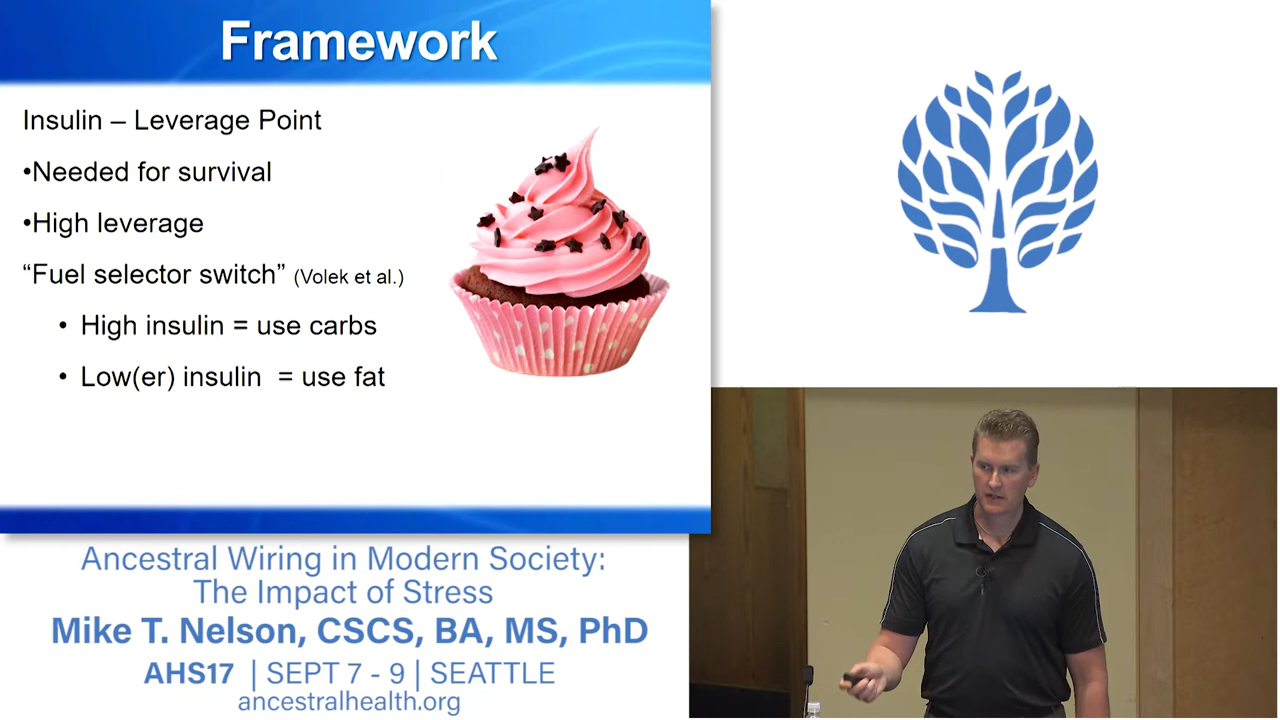 Framework
Insulin – Leverage Point
•Needed for survival
•High leverage
“Fuel selector switch” (Volek et al.)
• High insulin = use carbs
• Low(er) insulin = use fat
Ancestral Wiring in Modern Society:
The Impact of Stress
Mike T. Nelson, CSCS, BA, MS, PhD
AHS17 | SEPT 7 - 9 | SEATTLE
ancestralhealth.org